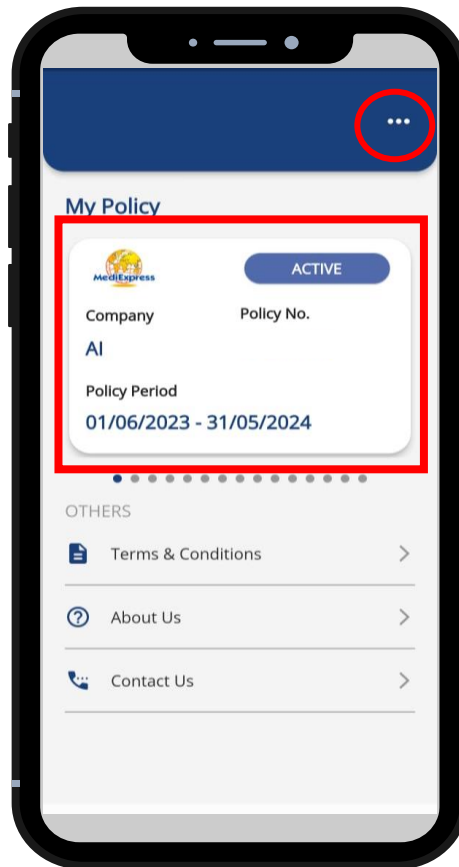 My Policy
MediExpress
ACTIVE
Company
Policy No.
AI
Policy Period
01/06/2023 - 31/05/2024
OTHERS
Terms & Conditions
About Us
Contact Us